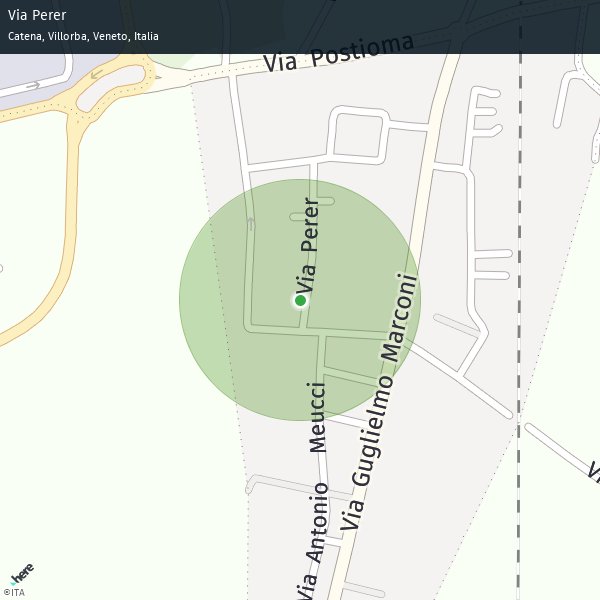 Via Perer
Catena, Villorba, Veneto, Italia
Via Postioma
Via Perer
Via Guglielmo Marconi
Via Antonio Meucci
here
©ITA